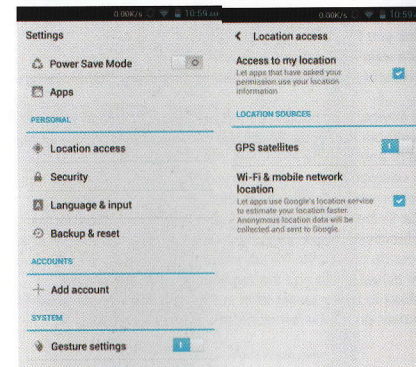 0.00K/s 10:59 AM
Settings
Power Save Mode
Apps
PERSONAL
Location access
Security
Language & input
Backup & reset
ACCOUNTS
Add account
SYSTEM
Gesture settings
0.00K/s 10:59
Location access
Access to my location
Let apps that have asked your
permission use your location
information
LOCATION SOURCES
GPS satellites
Wi-Fi & mobile network
location
Let apps use Google's location service
to estimate your location faster.
Anonymous location data will be
collected and sent to Google.